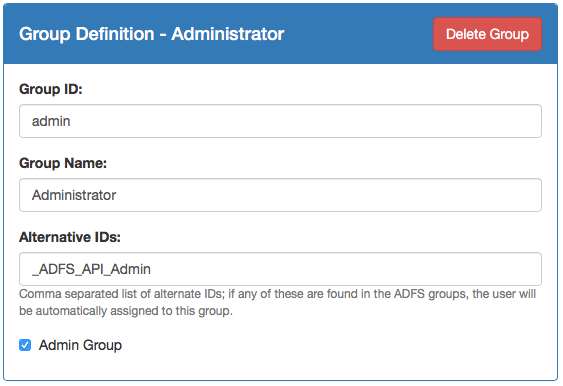 Group Definition - Administrator
Delete Group
Group ID:
admin
Group Name:
Administrator
Alternative IDs:
_ADFS_API_Admin
Comma separated list of alternate IDs; if any of these are found in the ADFS groups, the user will
be automatically assigned to this group.
Admin Group